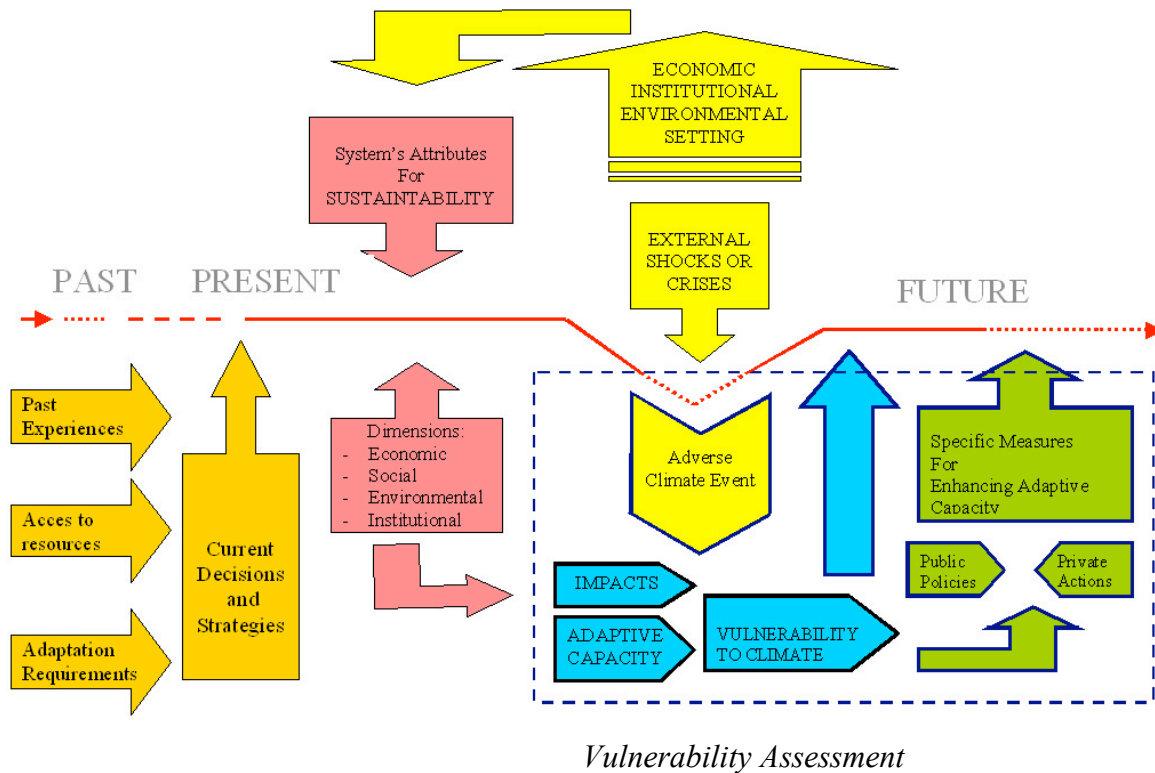 ECONOMIC
INSTITUTIONAL
ENVIRONMENTAL
SETTING
System's Attributes
For
SUSTAINTABILITY
EXTERNAL
SHOCKS OR
CRISES
PAST
PRESENT
FUTURE
Past
Experiences
Acces to
resources
Adaptation
Requirements
Current
Decisions
and
Strategies
Dimensions:
- Economic
- Social
- Environmental
- Institutional
Adverse
Climate Event
IMPACTS
ADAPTIVE
CAPACITY
VULNERABILITY
TO CLIMATE
Specific Measures
For
Enhancing Adaptive
Capacity
Public
Policies
Private
Actions
Vulnerability Assessment